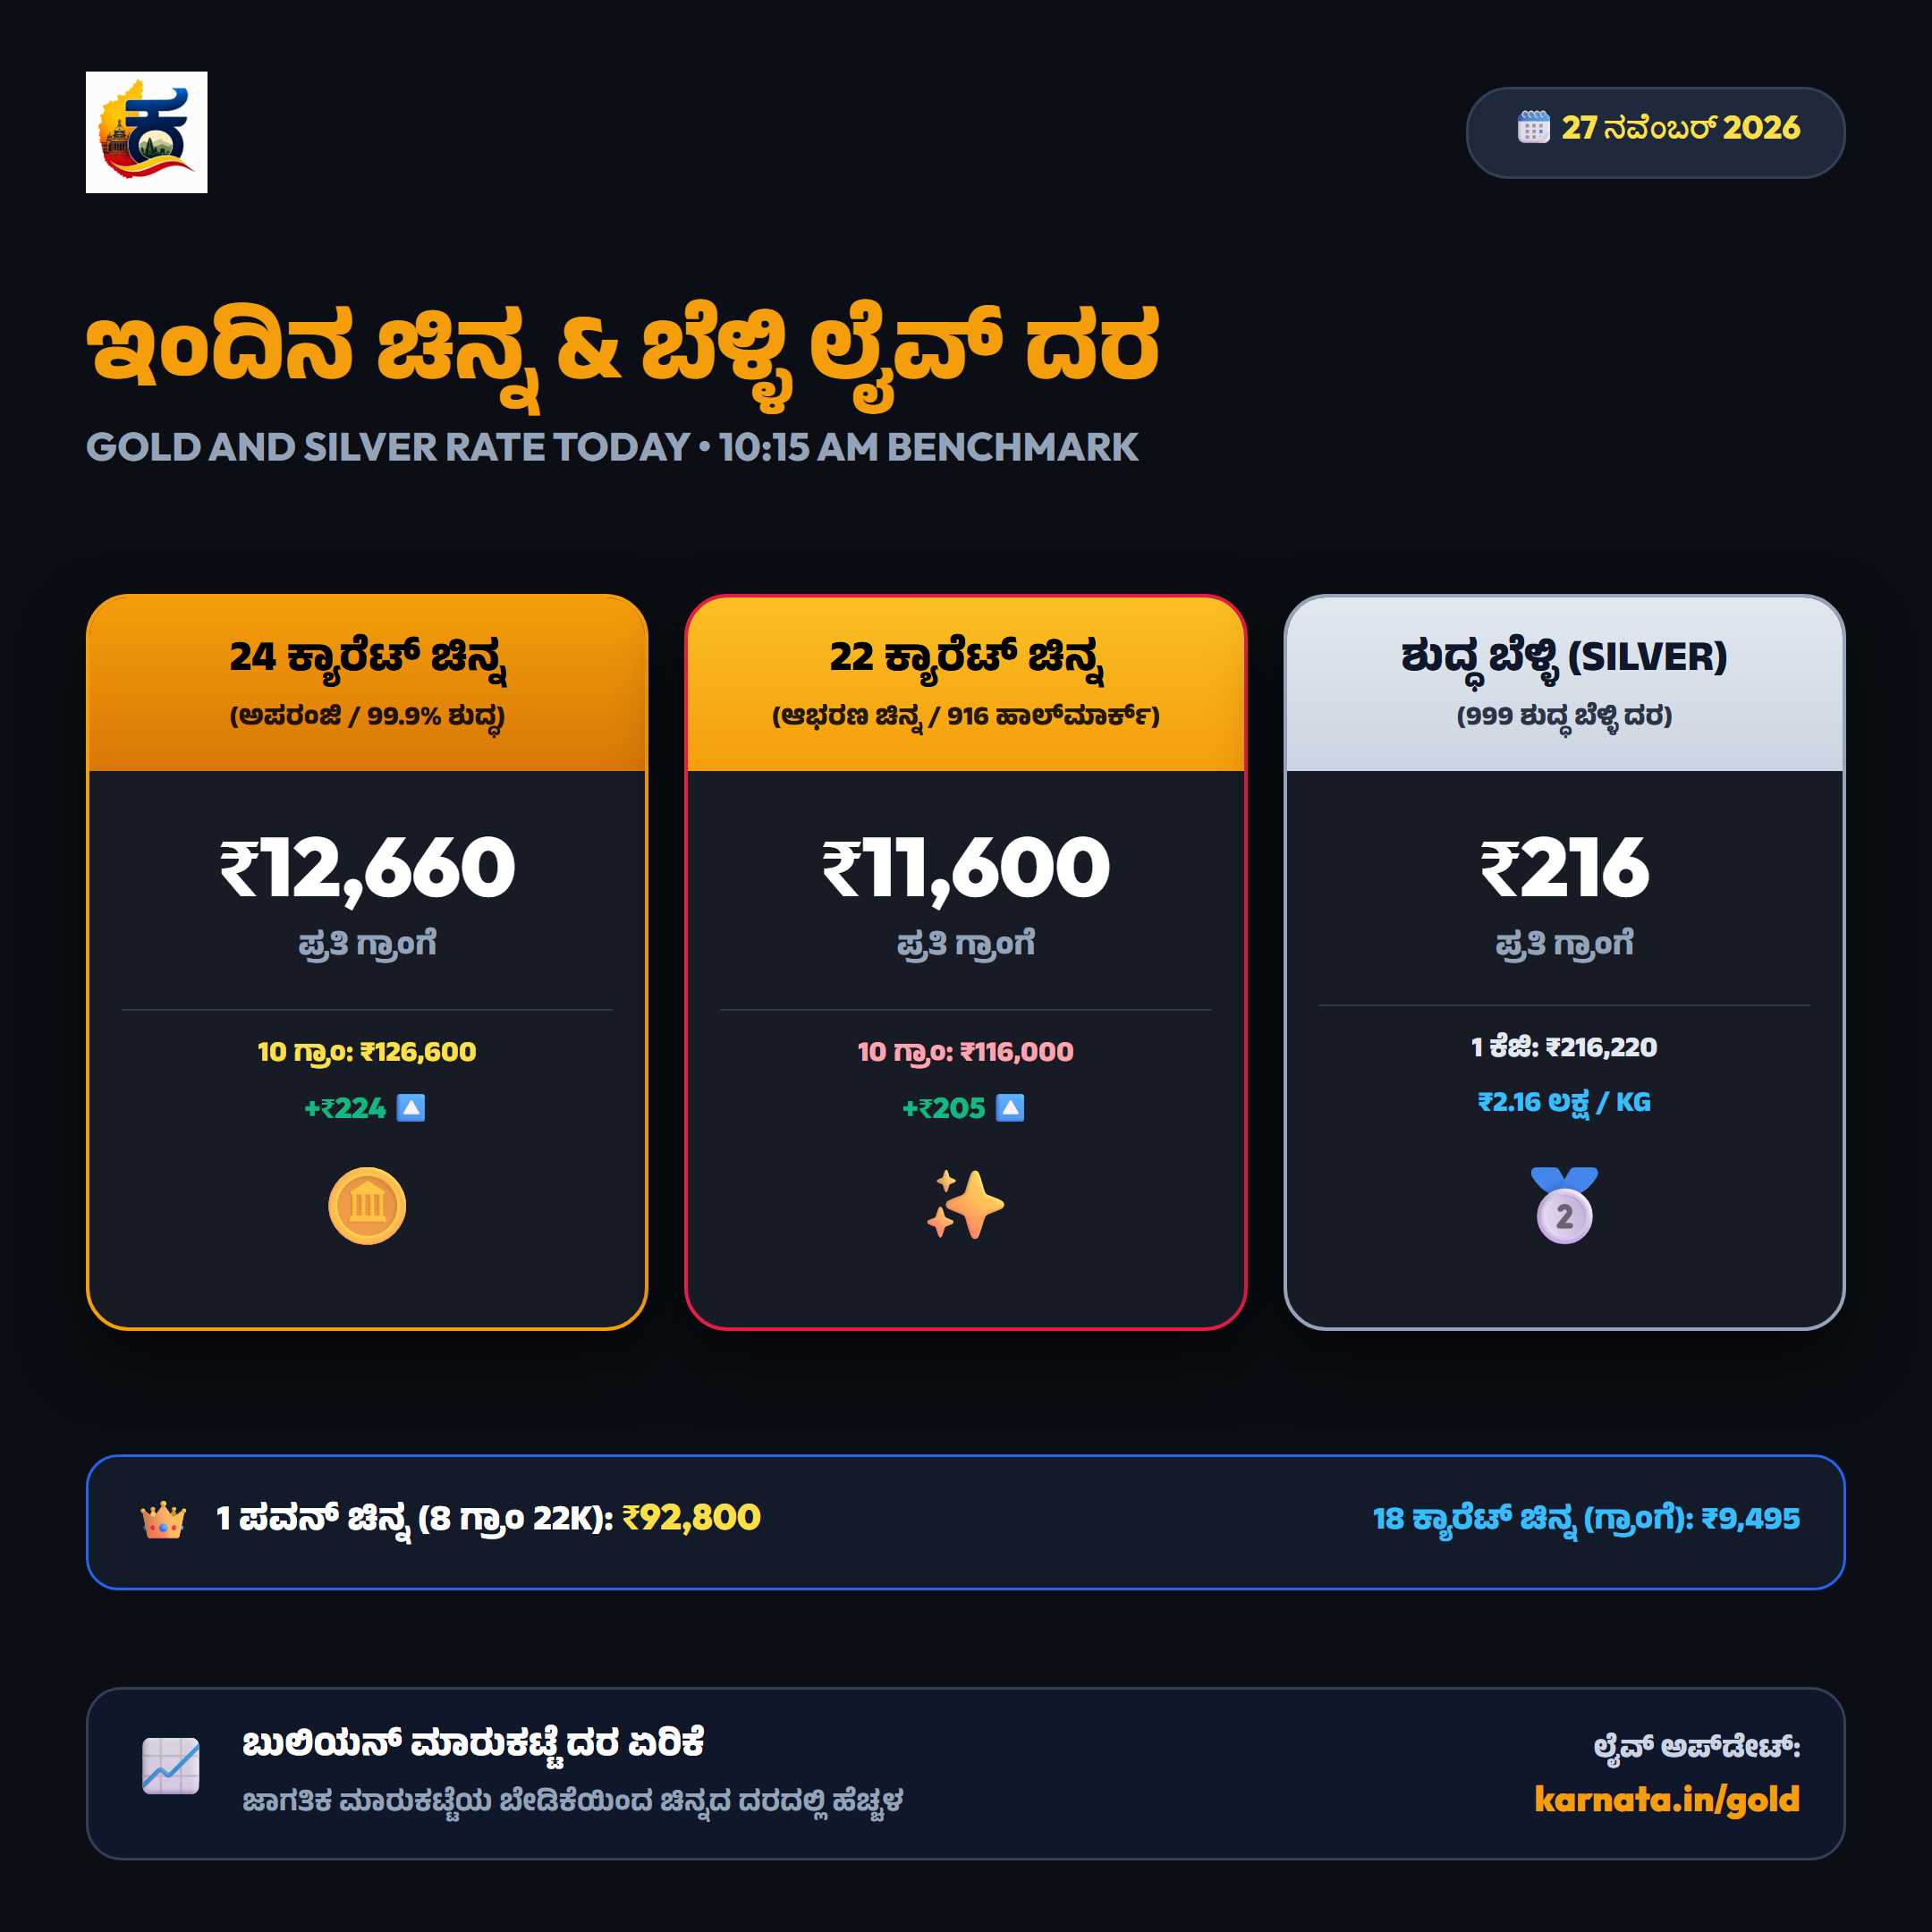 ಕ
27 ನವೆಂಬರ್ 2026
ಇಂದಿನ ಚಿನ್ನ & ಬೆಳ್ಳಿ ಲೈವ್ ದರ
GOLD AND SILVER RATE TODAY • 10:15 AM BENCHMARK
24 ಕ್ಯಾರೆಟ್ ಚಿನ್ನ
(ಅಪರಂಜಿ / 99.9% ಶುದ್ಧ)
₹12,660
ಪ್ರತಿ ಗ್ರಾಂಗೆ
10 ಗ್ರಾಂ: ₹126,600
+₹224
22 ಕ್ಯಾರೆಟ್ ಚಿನ್ನ
(ಆಭರಣ ಚಿನ್ನ / 916 ಹಾಲ್‌ಮಾರ್ಕ್)
₹11,600
ಪ್ರತಿ ಗ್ರಾಂಗೆ
10 ಗ್ರಾಂ: ₹116,000
+₹205
ಶುದ್ಧ ಬೆಳ್ಳಿ (SILVER)
(999 ಶುದ್ಧ ಬೆಳ್ಳಿ ದರ)
₹216
ಪ್ರತಿ ಗ್ರಾಂಗೆ
1 ಕೆಜಿ: ₹216,220
₹2.16 ಲಕ್ಷ / KG
2
1 ಪವನ್ ಚಿನ್ನ (8 ಗ್ರಾಂ 22K): ₹92,800
18 ಕ್ಯಾರೆಟ್ ಚಿನ್ನ (ಗ್ರಾಂಗೆ): ₹9,495
ಬುಲಿಯನ್ ಮಾರುಕಟ್ಟೆ ದರ ಏರಿಕೆ
ಜಾಗತಿಕ ಮಾರುಕಟ್ಟೆಯ ಬೇಡಿಕೆಯಿಂದ ಚಿನ್ನದ ದರದಲ್ಲಿ ಹೆಚ್ಚಳ
ಲೈವ್ ಅಪ್‌ಡೇಟ್:
karnata.in/gold